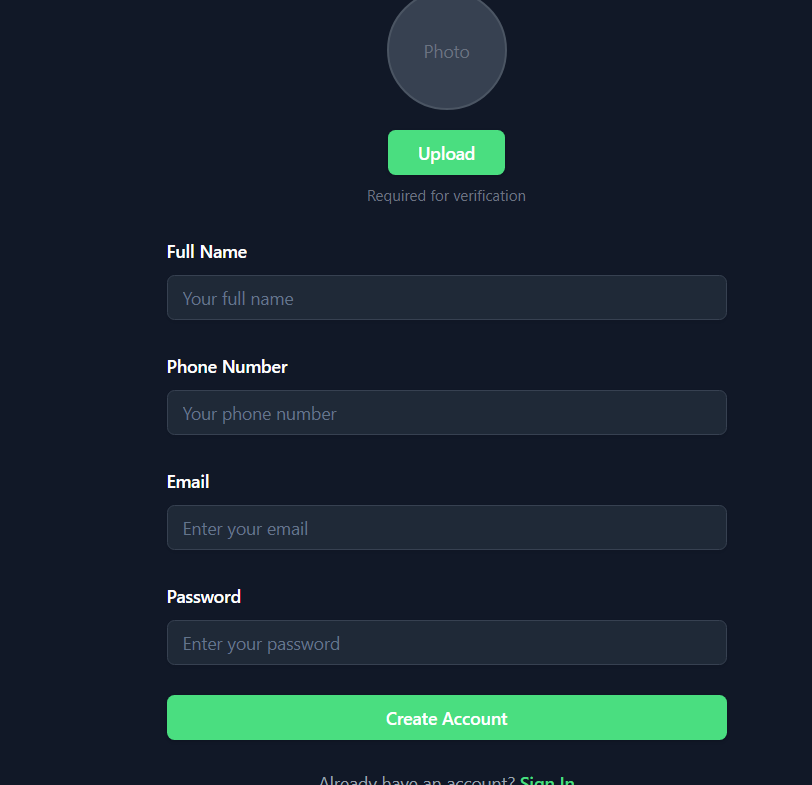 Photo
Upload
Required for verification
Full Name
Your full name
Phone Number
Your phone number
Email
Enter your email
Password
Enter your password
Create Account
Already have an account? Sign In